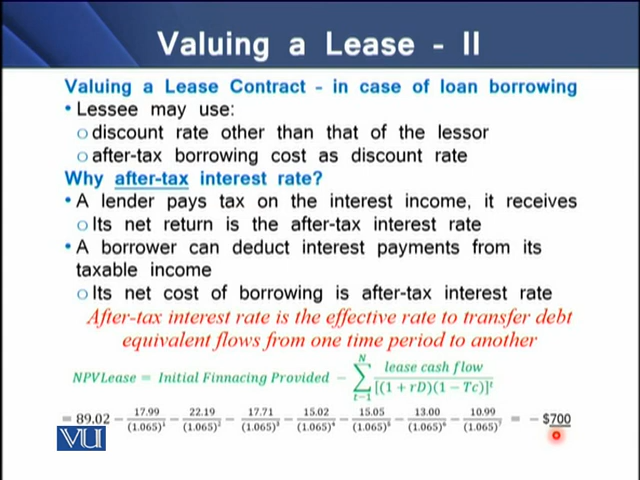 Valuing a Lease - II
Valuing a Lease Contract - in case of loan borrowing
• Lessee may use:
o discount rate other than that of the lessor
o after-tax borrowing cost as discount rate
Why after-tax interest rate?
• A lender pays tax on the interest income, it receives
o Its net return is the after-tax interest rate
• A borrower can deduct interest payments from its
taxable income
o Its net cost of borrowing is after-tax interest rate
After-tax interest rate is the effective rate to transfer debt
equivalent flows from one time period to another
NPVLease = Initial Finnacing Provided − ∑_{t=1}^{N} lease cash flow / [(1 + rD)(1 − Tc)]^t
= 89.02 − 17.99/(1.065)^1 − 22.19/(1.065)^2 − 17.71/(1.065)^3 − 15.02/(1.065)^4 − 15.05/(1.065)^5 − 13.00/(1.065)^6 − 10.99/(1.065)^7 = −$700
VU